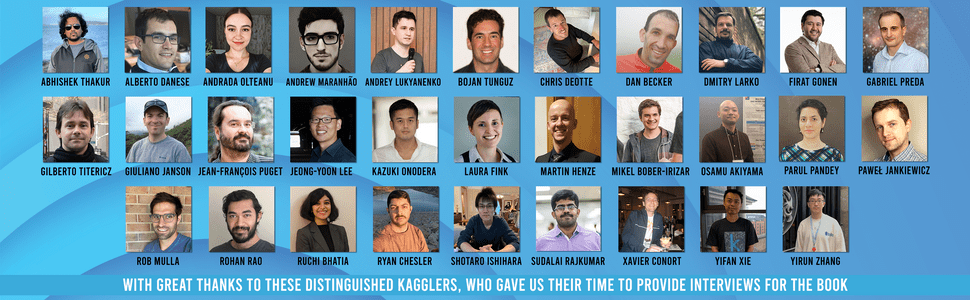 ABHISHEK THAKUR ALBERTO DANESE ANDRADA OLTEANU ANDREW MARANHÃO ANDREY LUKYANENKO BOJAN TUNGUZ CHRIS DEOTTE DAN BECKER DMITRY LARKO FIRAT GONEN GABRIEL PREDA
GILBERTO TITERICZ GIULIANO JANSON JEAN-FRANÇOIS PUGET JEONG-YOON LEE KAZUKI ONODERA LAURA FINK MARTIN HENZE MIKEL BOBER-IRIZAR OSAMU AKIYAMA PARUL PANDEY PAWEŁ JANKIEWICZ
ROB MULLA ROHAN RAO RUCHI BHATIA RYAN CHESLER SHOTARO ISHIHARA SUDALAI RAJKUMAR XAVIER CONORT YIFAN XIE YIRUN ZHANG
WITH GREAT THANKS TO THESE DISTINGUISHED KAGGLERS, WHO GAVE US THEIR TIME TO PROVIDE INTERVIEWS FOR THE BOOK